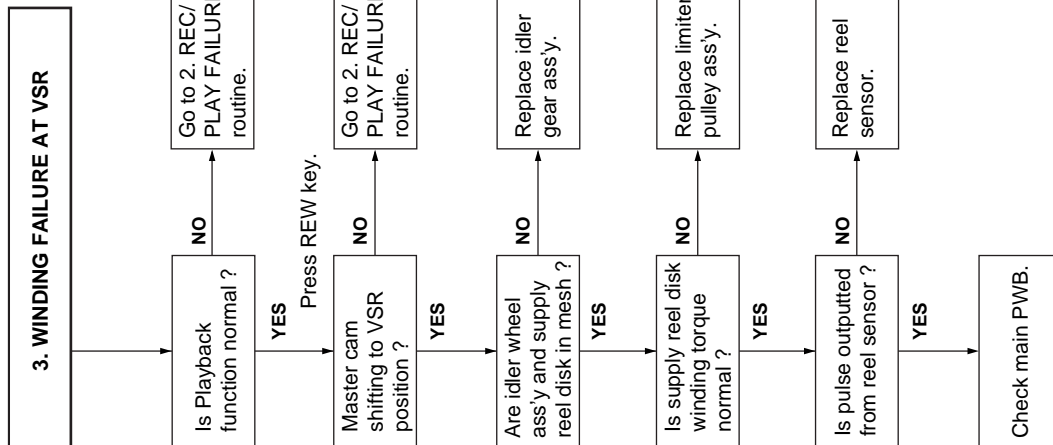 3. WINDING FAILURE AT VSR
Is Playback
function normal ?
NO
Go to 2. REC/
PLAY FAILURE
routine.
YES
Press REW key.
Master cam
shifting to VSR
position ?
NO
Go to 2. REC/
PLAY FAILURE
routine.
YES
Are idler wheel
ass'y and supply
reel disk in mesh ?
NO
Replace idler
gear ass'y.
YES
Is supply reel disk
winding torque
normal ?
NO
Replace limiter
pulley ass'y.
YES
Is pulse outputted
from reel sensor ?
NO
Replace reel
sensor.
YES
Check main PWB.